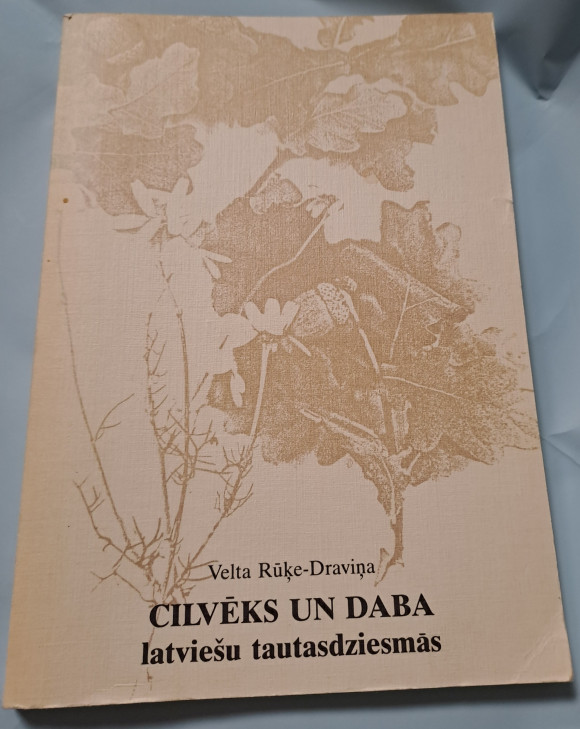 Velta Rūķe-Draviņa
CILVĒKS UN DABA
latviešu tautasdziesmās